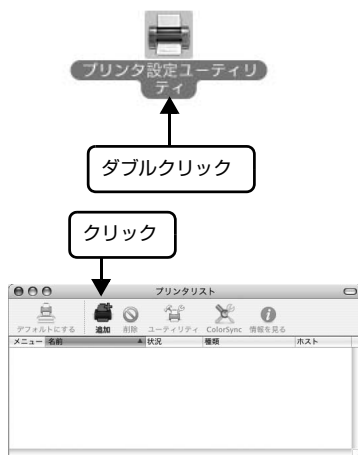 プリンタ設定ユーティリ
ティ
ダブルクリック
クリック
プリンタリスト
デフォルトにする 追加 削除 ユーティリティ ColorSync 情報を見る
メニュー 名前 状況 種類 ホスト